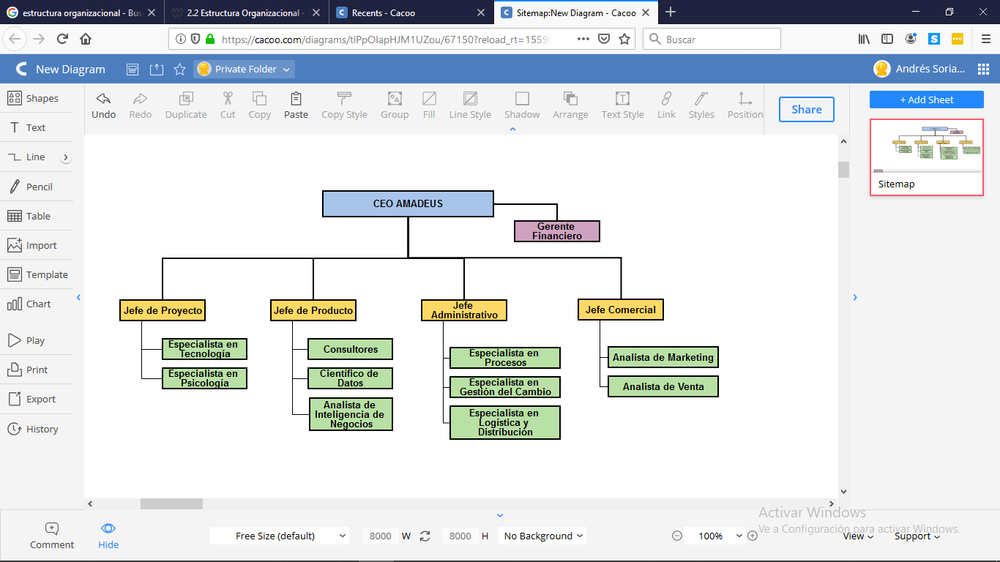 estructura organizacional - Bus
2.2 Estructura Organizacional -
Recents - Cacoo
Sitemap:New Diagram - Cacoo
https://cacoo.com/diagrams/tlPpOIapHJM1UZou/67150?reload_rt=1559
Buscar
New Diagram
Private Folder
Andrés Soria...
Shapes
Text
Line
Pencil
Table
Import
Template
Chart
Play
Print
Export
History
Undo
Redo
Duplicate
Cut
Copy
Paste
Copy Style
Group
Fill
Line Style
Shadow
Arrange
Text Style
Link
Styles
Position
Share
+ Add Sheet
Sitemap
CEO AMADEUS
Gerente
Financiero
Jefe de Proyecto
Jefe de Producto
Jefe
Administrativo
Jefe Comercial
Especialista en
Tecnología
Especialista en
Psicología
Consultores
Científico de
Datos
Analista de
Inteligencia de
Negocios
Especialista en
Procesos
Especialista en
Gestión del Cambio
Especialista en
Logística y
Distribución
Analista de Marketing
Analista de Venta
Activar Windows
Ve a Configuración para activar Windows.
Comment
Hide
Free Size (default)
8000 W
8000 H
No Background
100%
View
Support